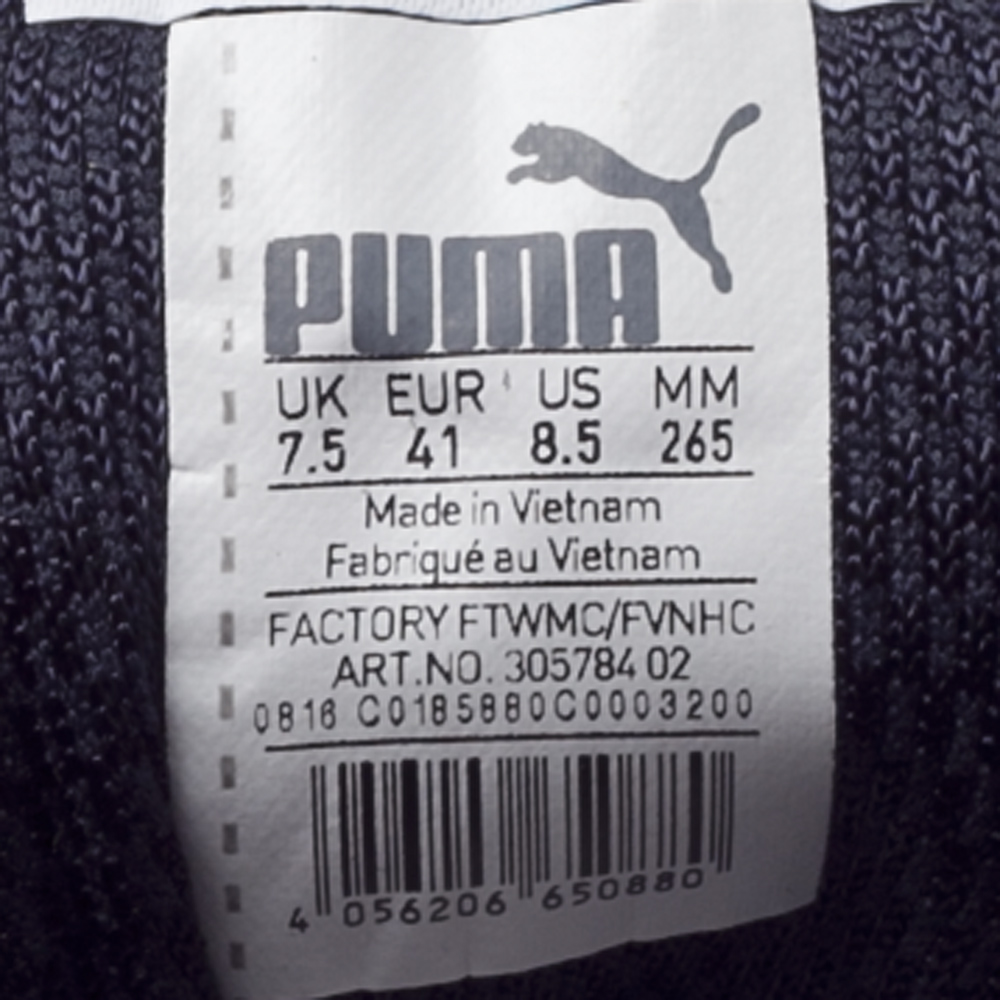 PUMA
UK EUR US MM
7.5 41 8.5 265
Made in Vietnam
Fabriqué au Vietnam
FACTORY FTWMC/FVNHC
ART.NO. 305784 02
0816 C0185880C0003200
4 056206 650880